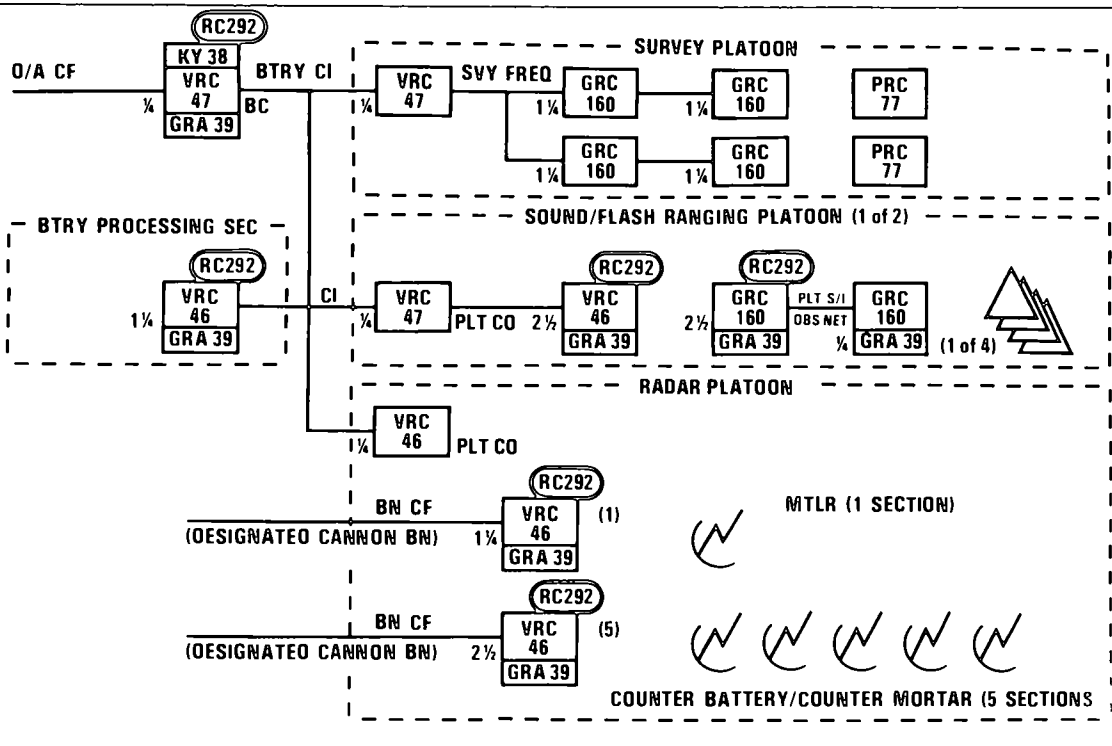 RC292
KY 38
VRC
47
GRA 39
O/A CF
¼
BC
BTRY CI
SURVEY PLATOON
VRC
47
¼
SVY FREQ
GRC
160
1¼
GRC
160
1¼
PRC
77
GRC
160
1¼
GRC
160
1¼
PRC
77
BTRY PROCESSING SEC
RC292
VRC
46
GRA 39
1¼
CI
SOUND/FLASH RANGING PLATOON (1 of 2)
VRC
47
¼
PLT CO
RC292
VRC
46
GRA 39
2½
RC292
GRC
160
GRA 39
2½
PLT S/I
OBS NET
GRC
160
GRA 39
¼
(1 of 4)
RADAR PLATOON
VRC
46
¼
PLT CO
BN CF
(DESIGNATED CANNON BN)
RC292
VRC
46
GRA 39
1¼
(1)
MTLR (1 SECTION)
BN CF
(DESIGNATED CANNON BN)
RC292
VRC
46
GRA 39
2½
(5)
COUNTER BATTERY/COUNTER MORTAR (5 SECTIONS